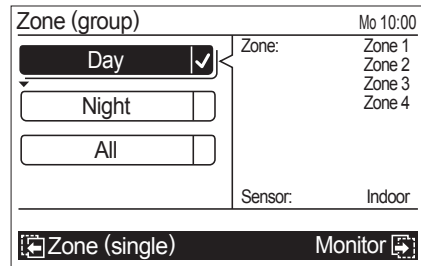 Zone (group) Mo 10:00
Day
Night
All
Zone: Zone 1
Zone 2
Zone 3
Zone 4
Sensor: Indoor
Zone (single) Monitor